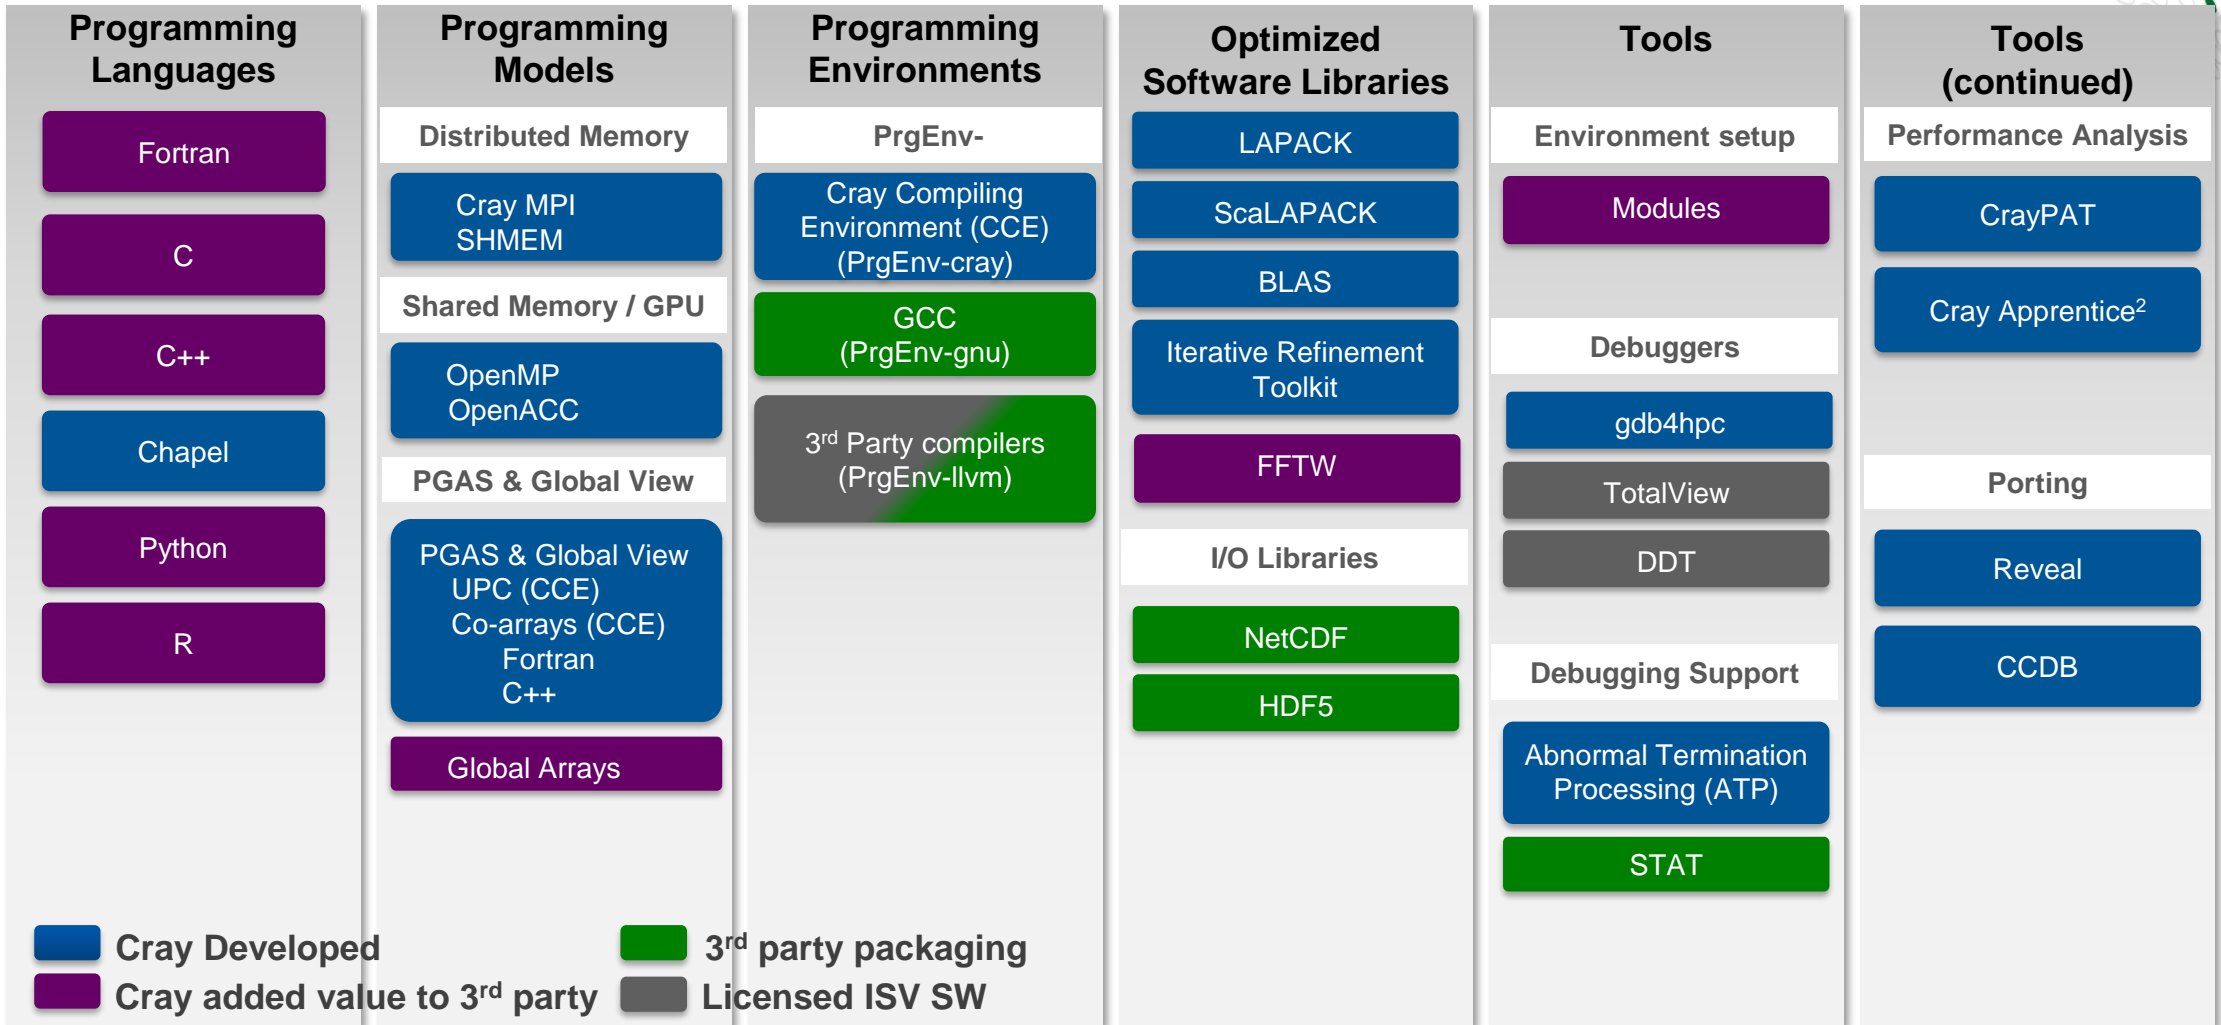 Programming
Languages
Fortran
C
C++
Chapel
Python
R
Programming
Models
Distributed Memory
Cray MPI
SHMEM
Shared Memory / GPU
OpenMP
OpenACC
PGAS & Global View
PGAS & Global View
UPC (CCE)
Co-arrays (CCE)
Fortran
C++
Global Arrays
Programming
Environments
PrgEnv-
Cray Compiling
Environment (CCE)
(PrgEnv-cray)
GCC
(PrgEnv-gnu)
3rd Party compilers
(PrgEnv-llvm)
Optimized
Software Libraries
LAPACK
ScaLAPACK
BLAS
Iterative Refinement
Toolkit
FFTW
I/O Libraries
NetCDF
HDF5
Tools
Environment setup
Modules
Debuggers
gdb4hpc
TotalView
DDT
Debugging Support
Abnormal Termination
Processing (ATP)
STAT
Tools
(continued)
Performance Analysis
CrayPAT
Cray Apprentice2
Porting
Reveal
CCDB
Cray Developed
3rd party packaging
Cray added value to 3rd party
Licensed ISV SW